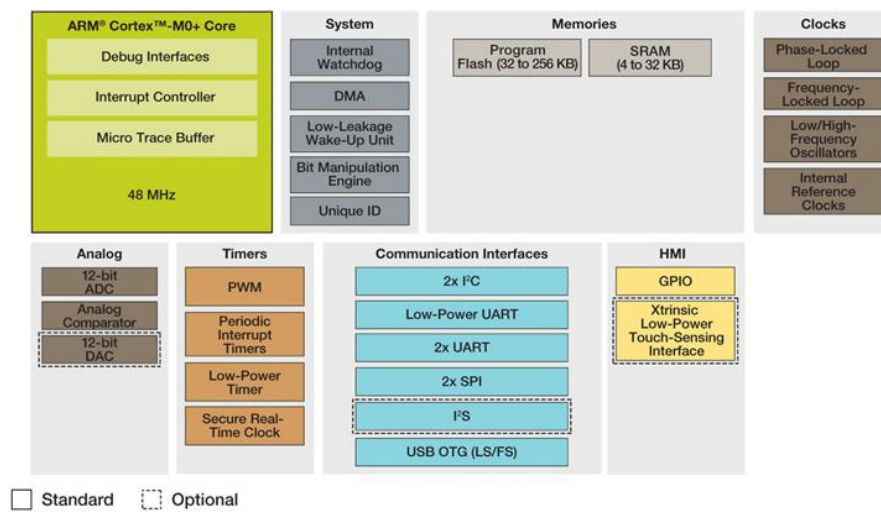 ARM® Cortex™-M0+ Core
Debug Interfaces
Interrupt Controller
Micro Trace Buffer
48 MHz
System
Internal
Watchdog
DMA
Low-Leakage
Wake-Up Unit
Bit Manipulation
Engine
Unique ID
Memories
Program
Flash (32 to 256 KB)
SRAM
(4 to 32 KB)
Clocks
Phase-Locked
Loop
Frequency-
Locked Loop
Low/High-
Frequency
Oscillators
Internal
Reference
Clocks
Analog
12-bit
ADC
Analog
Comparator
12-bit
DAC
Timers
PWM
Periodic
Interrupt
Timers
Low-Power
Timer
Secure Real-
Time Clock
Communication Interfaces
2x I²C
Low-Power UART
2x UART
2x SPI
I²S
USB OTG (LS/FS)
HMI
GPIO
Xtrinsic
Low-Power
Touch-Sensing
Interface
Standard
Optional